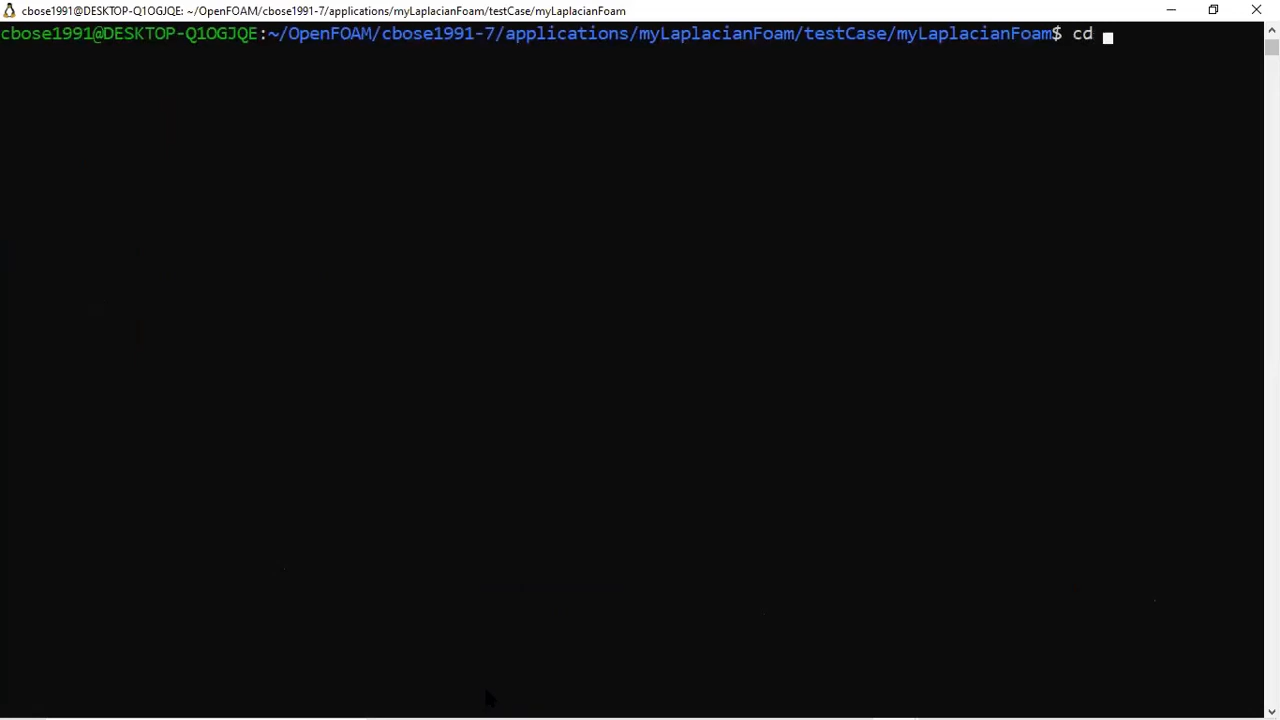 cbose1991@DESKTOP-Q1OGJQE: ~/OpenFOAM/cbose1991-7/applications/myLaplacianFoam/testCase/myLaplacianFoam
cbose1991@DESKTOP-Q1OGJQE:~/OpenFOAM/cbose1991-7/applications/myLaplacianFoam/testCase/myLaplacianFoam$ cd